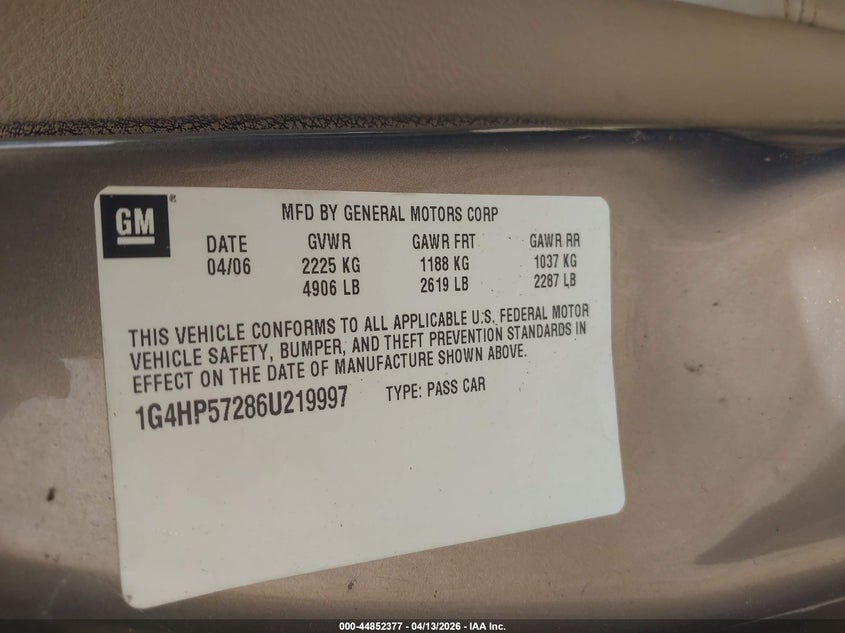 GM®
MFD BY GENERAL MOTORS CORP
DATE GVWR GAWR FRT GAWR RR
04/06 2225 KG 1188 KG 1037 KG
4906 LB 2619 LB 2287 LB
THIS VEHICLE CONFORMS TO ALL APPLICABLE U.S. FEDERAL MOTOR
VEHICLE SAFETY, BUMPER, AND THEFT PREVENTION STANDARDS IN
EFFECT ON THE DATE OF MANUFACTURE SHOWN ABOVE.
1G4HP57286U219997 TYPE: PASS CAR
000-44852377 - 04/13/2026 - IAA Inc.